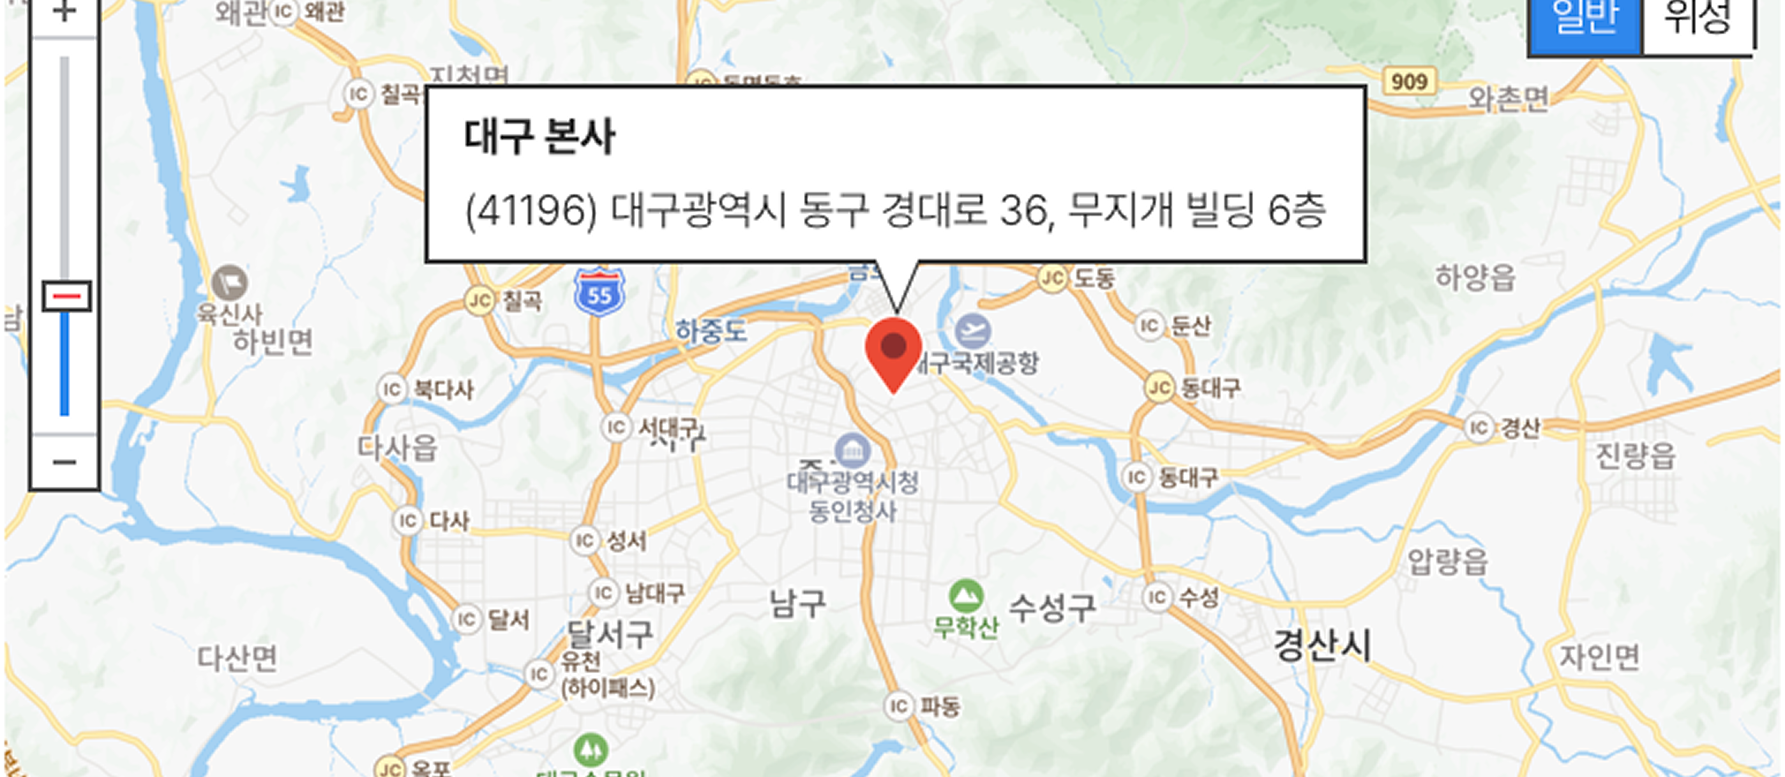 +
왜관
IC
왜관
일반
위성
지천면
IC
909
와촌면
대구 본사
(41196) 대구광역시 동구 경대로 36, 무지개 빌딩 6층
육신사
하빈면
JC
칠곡
55
하중도
JC
도동
하양읍
IC
둔산
대구국제공항
IC
북다사
JC
동대구
다사읍
IC
서대구
IC
경산
진량읍
−
대구광역시청
동인청사
IC
동대구
IC
다사
IC
성서
압량읍
IC
남대구
남구
무학산
수성구
IC
수성
IC
달서
달서구
경산시
다산면
IC
유천
(하이패스)
자인면
IC
파동
JC
옥포